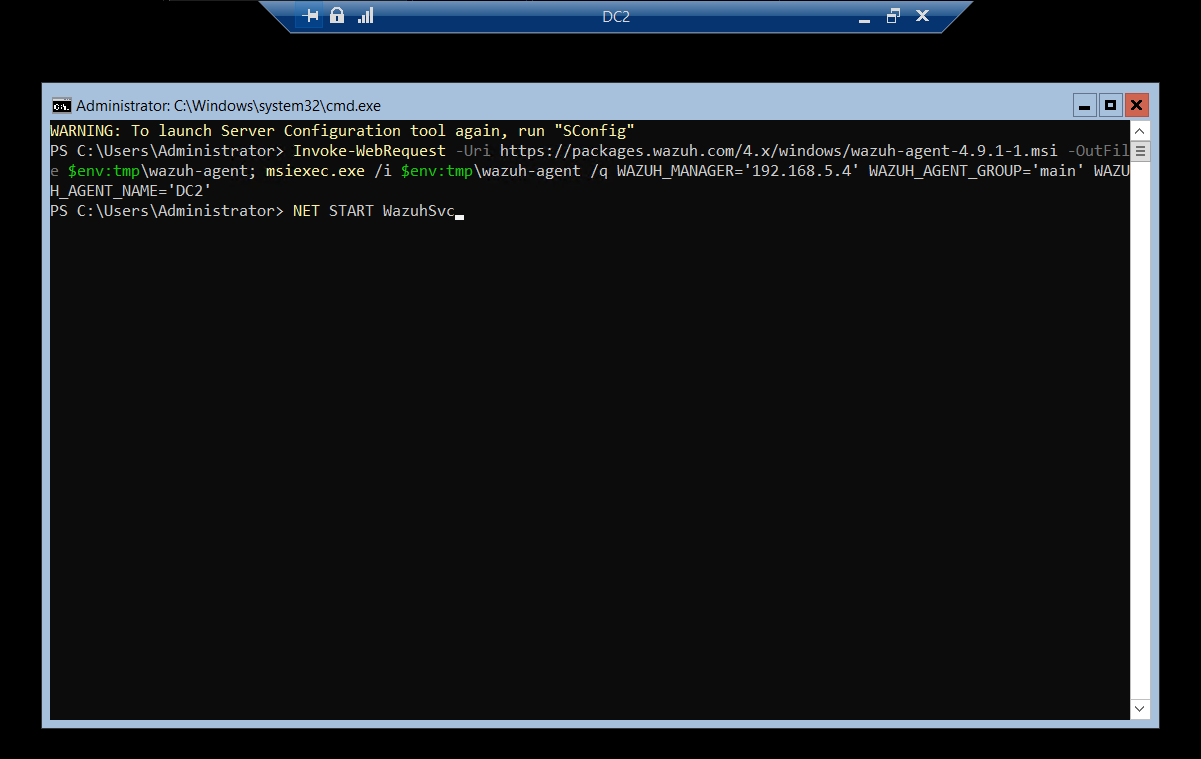 DC2
Administrator: C:\Windows\system32\cmd.exe
WARNING: To launch Server Configuration tool again, run "SConfig"
PS C:\Users\Administrator> Invoke-WebRequest -Uri https://packages.wazuh.com/4.x/windows/wazuh-agent-4.9.1-1.msi -OutFil
e $env:tmp\wazuh-agent; msiexec.exe /i $env:tmp\wazuh-agent /q WAZUH_MANAGER='192.168.5.4' WAZUH_AGENT_GROUP='main' WAZU
H_AGENT_NAME='DC2'
PS C:\Users\Administrator> NET START WazuhSvc